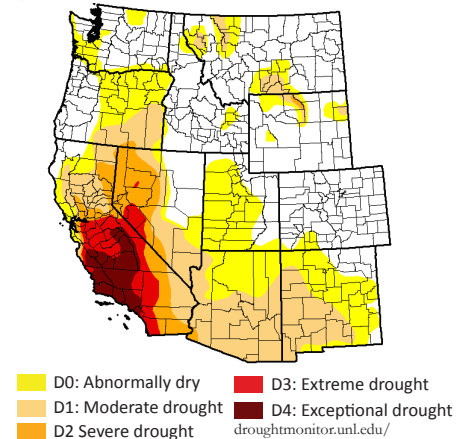 D0: Abnormally dry
D1: Moderate drought
D2 Severe drought
D3: Extreme drought
D4: Exceptional drought
droughtmonitor.unl.edu/